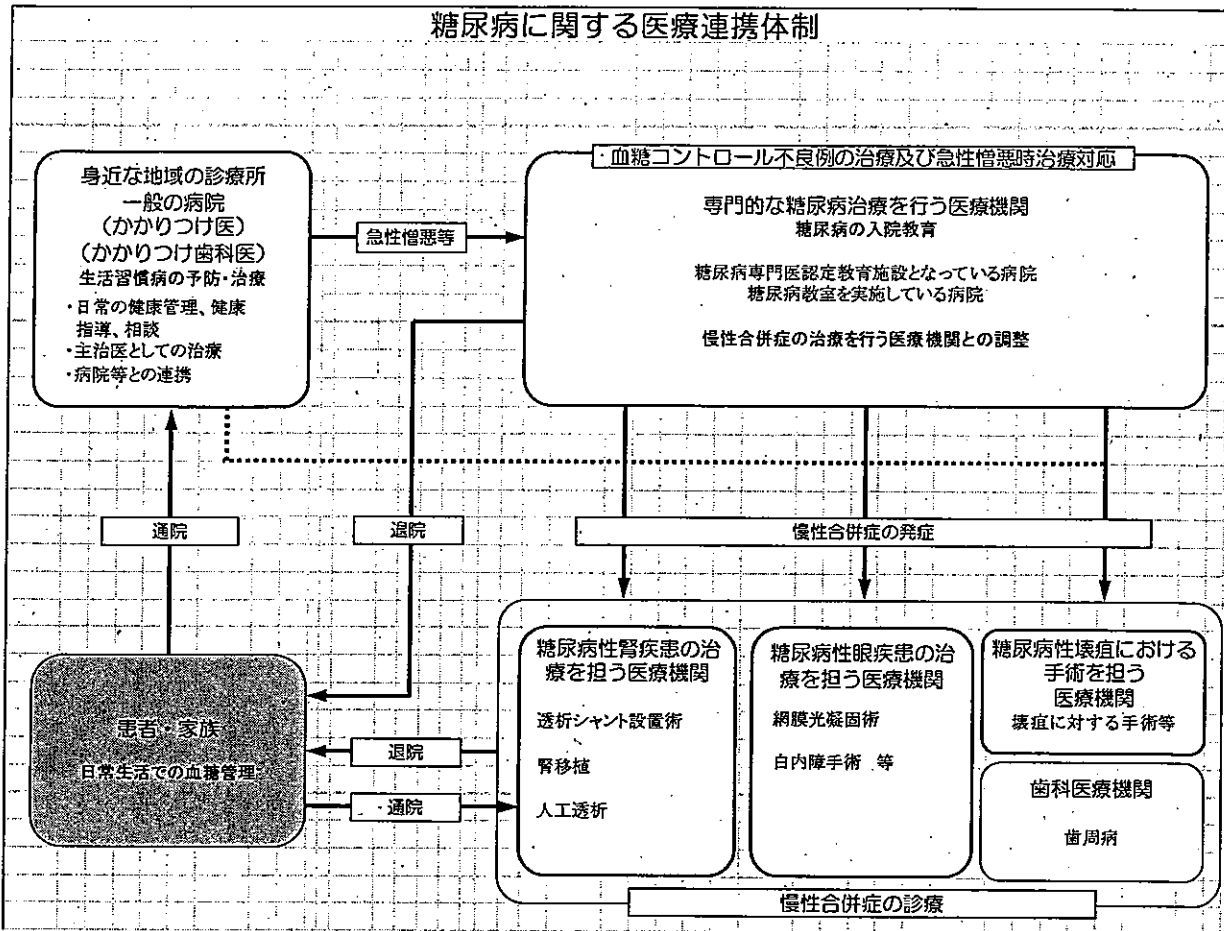 糖尿病に関する医療連携体制
身近な地域の診療所
一般の病院
(かかりつけ医)
(かかりつけ歯科医)
生活習慣病の予防・治療
・日常の健康管理、健康
指導、相談
・主治医としての治療
・病院等との連携
急性憎悪等
血糖コントロール不良例の治療及び急性憎悪時治療対応
専門的な糖尿病治療を行う医療機関
糖尿病の入院教育
糖尿病専門医認定教育施設となっている病院
糖尿病教室を実施している病院
慢性合併症の治療を行う医療機関との調整
通院
退院
慢性合併症の発症
患者・家族
日常生活での血糖管理
退院
通院
糖尿病性腎疾患の治
療を担う医療機関
透析シャント設置術
腎移植
人工透析
糖尿病性眼疾患の治
療を担う医療機関
網膜光凝固術
白内障手術 等
糖尿病性壊疽における
手術を担う
医療機関
壊疽に対する手術等
歯科医療機関
歯周病
慢性合併症の診療